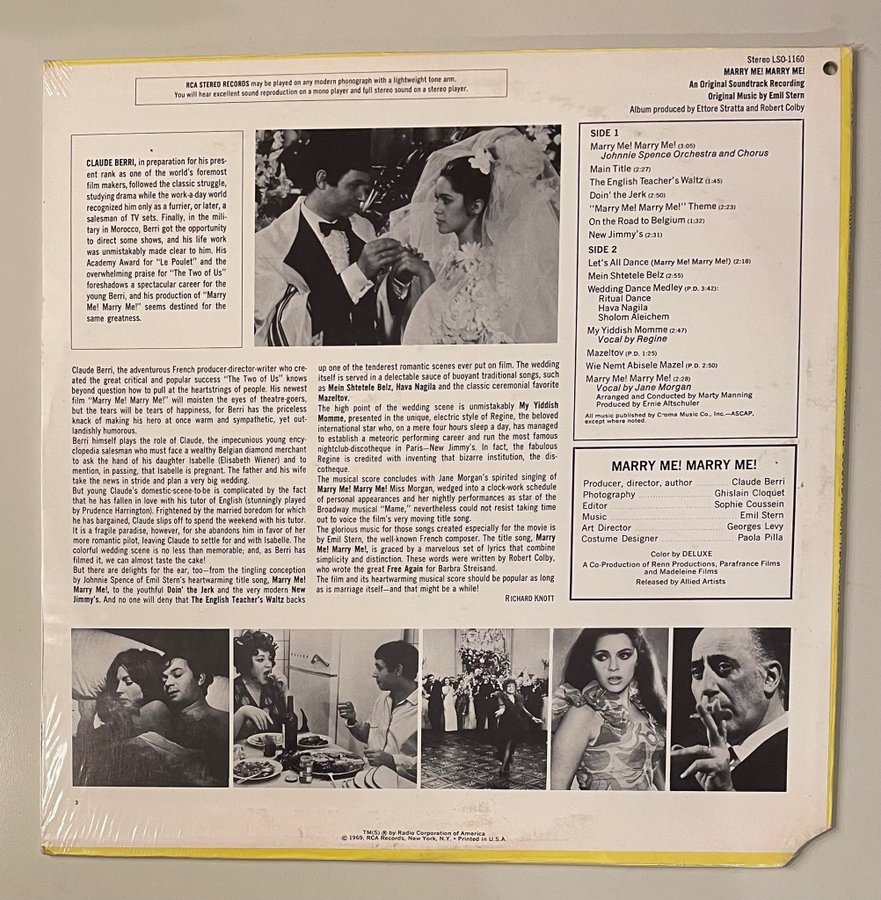 Stereo LSO-1160
MARRY ME! MARRY ME!
An Original Soundtrack Recording
Original Music by Emil Stern
Album produced by Ettore Stratta and Robert Colby
RCA STEREO RECORDS may be played on any modern phonograph with a lightweight tone arm.
You will hear excellent sound reproduction on a mono player and full stereo sound on a stereo player.
CLAUDE BERRI, in preparation for his pres-
ent rank as one of the world's foremost
film makers, followed the classic struggle,
studying drama while the work-a-day world
recognized him only as a furrier, or later, a
salesman of TV sets. Finally, in the mili-
tary in Morocco, Berri got the opportunity
to direct some shows, and his life work
was unmistakably made clear to him. His
Academy Award for "Le Poulet" and the
overwhelming praise for "The Two of Us"
foreshadows a spectacular career for the
young Berri, and his production of "Marry
Me! Marry Me!" seems destined for the
same greatness.
Claude Berri, the adventurous French producer-director-writer who cre-
ated the great critical and popular success "The Two of Us" knows
beyond question how to pull at the heartstrings of people. His newest
film "Marry Me! Marry Me!" will moisten the eyes of theatre-goers,
but the tears will be tears of happiness, for Berri has the priceless
knack of making his hero at once warm and sympathetic, yet out-
landishly humorous.
Berri himself plays the role of Claude, the impecunious young ency-
clopedia salesman who must face a wealthy Belgian diamond merchant
to ask the hand of his daughter Isabelle (Elisabeth Wiener) and to
mention, in passing, that Isabelle is pregnant. The father and his wife
take the news in stride and plan a very big wedding.
But young Claude's domestic-scene-to-be is complicated by the fact
that he has fallen in love with his tutor of English (stunningly played
by Prudence Harrington). Frightened by the married boredom for which
he has bargained, Claude slips off to spend the weekend with his tutor.
It is a fragile paradise, however, for she abandons him in favor of her
more romantic pilot, leaving Claude to settle for and with Isabelle. The
colorful wedding scene is no less than memorable; and, as Berri has
filmed it, we can almost taste the cake!
But there are delights for the ear, too—from the tingling conception
by Johnnie Spence of Emil Stern's heartwarming title song, Marry Me!
Marry Me!, to the youthful Doin' the Jerk and the very modern New
Jimmy's. And no one will deny that The English Teacher's Waltz backs
up one of the tenderest romantic scenes ever put on film. The wedding
itself is served in a delectable sauce of buoyant traditional songs, such
as Mein Shtetele Belz, Hava Nagila and the classic ceremonial favorite
Mazeltov.
The high point of the wedding scene is unmistakably My Yiddish
Momme, presented in the unique, electric style of Regine, the beloved
international star who, on a mere four hours sleep a day, has managed
to establish a meteoric performing career and run the most famous
nightclub-discotheque in Paris—New Jimmy's. In fact, the fabulous
Regine is credited with inventing that bizarre institution, the dis-
cotheque.
The musical score concludes with Jane Morgan's spirited singing of
Marry Me! Marry Me! Miss Morgan, wedged into a clock-work schedule
of personal appearances and her nightly performances as star of the
Broadway musical "Mame," nevertheless could not resist taking time
out to voice the film's very moving title song.
The glorious music for those songs created especially for the movie is
by Emil Stern, the well-known French composer. The title song, Marry
Me! Marry Me!, is graced by a marvelous set of lyrics that combine
simplicity and distinction. These words were written by Robert Colby,
who wrote the great Free Again for Barbra Streisand.
The film and its heartwarming musical score should be popular as long
as is marriage itself—and that might be a while!
RICHARD KNOTT
SIDE 1
Marry Me! Marry Me! (3:05)
Johnnie Spence Orchestra and Chorus
Main Title (2:27)
The English Teacher's Waltz (1:45)
Doin' the Jerk (2:50)
"Marry Me! Marry Me!" Theme (2:23)
On the Road to Belgium (1:32)
New Jimmy's (2:31)
SIDE 2
Let's All Dance (Marry Me! Marry Me!) (2:18)
Mein Shtetele Belz (2:55)
Wedding Dance Medley (P.D. 3:42):
Ritual Dance
Hava Nagila
Sholom Aleichem
My Yiddish Momme (2:47)
Vocal by Regine
Mazeltov (P.D. 1:25)
Wie Nemt Abisele Mazel (P.D. 2:50)
Marry Me! Marry Me! (2:28)
Vocal by Jane Morgan
Arranged and Conducted by Marty Manning
Produced by Ernie Altschuler
All music published by Croma Music Co., Inc.—ASCAP,
except where noted.
MARRY ME! MARRY ME!
Producer, director, author Claude Berri
Photography Ghislain Cloquet
Editor Sophie Coussein
Music Emil Stern
Art Director Georges Levy
Costume Designer Paola Pilla
Color by DELUXE
A Co-Production of Renn Productions, Parafrance Films
and Madeleine Films
Released by Allied Artists
3
TM(S) ® by Radio Corporation of America
© 1969, RCA Records, New York, N.Y. • Printed in U.S.A.